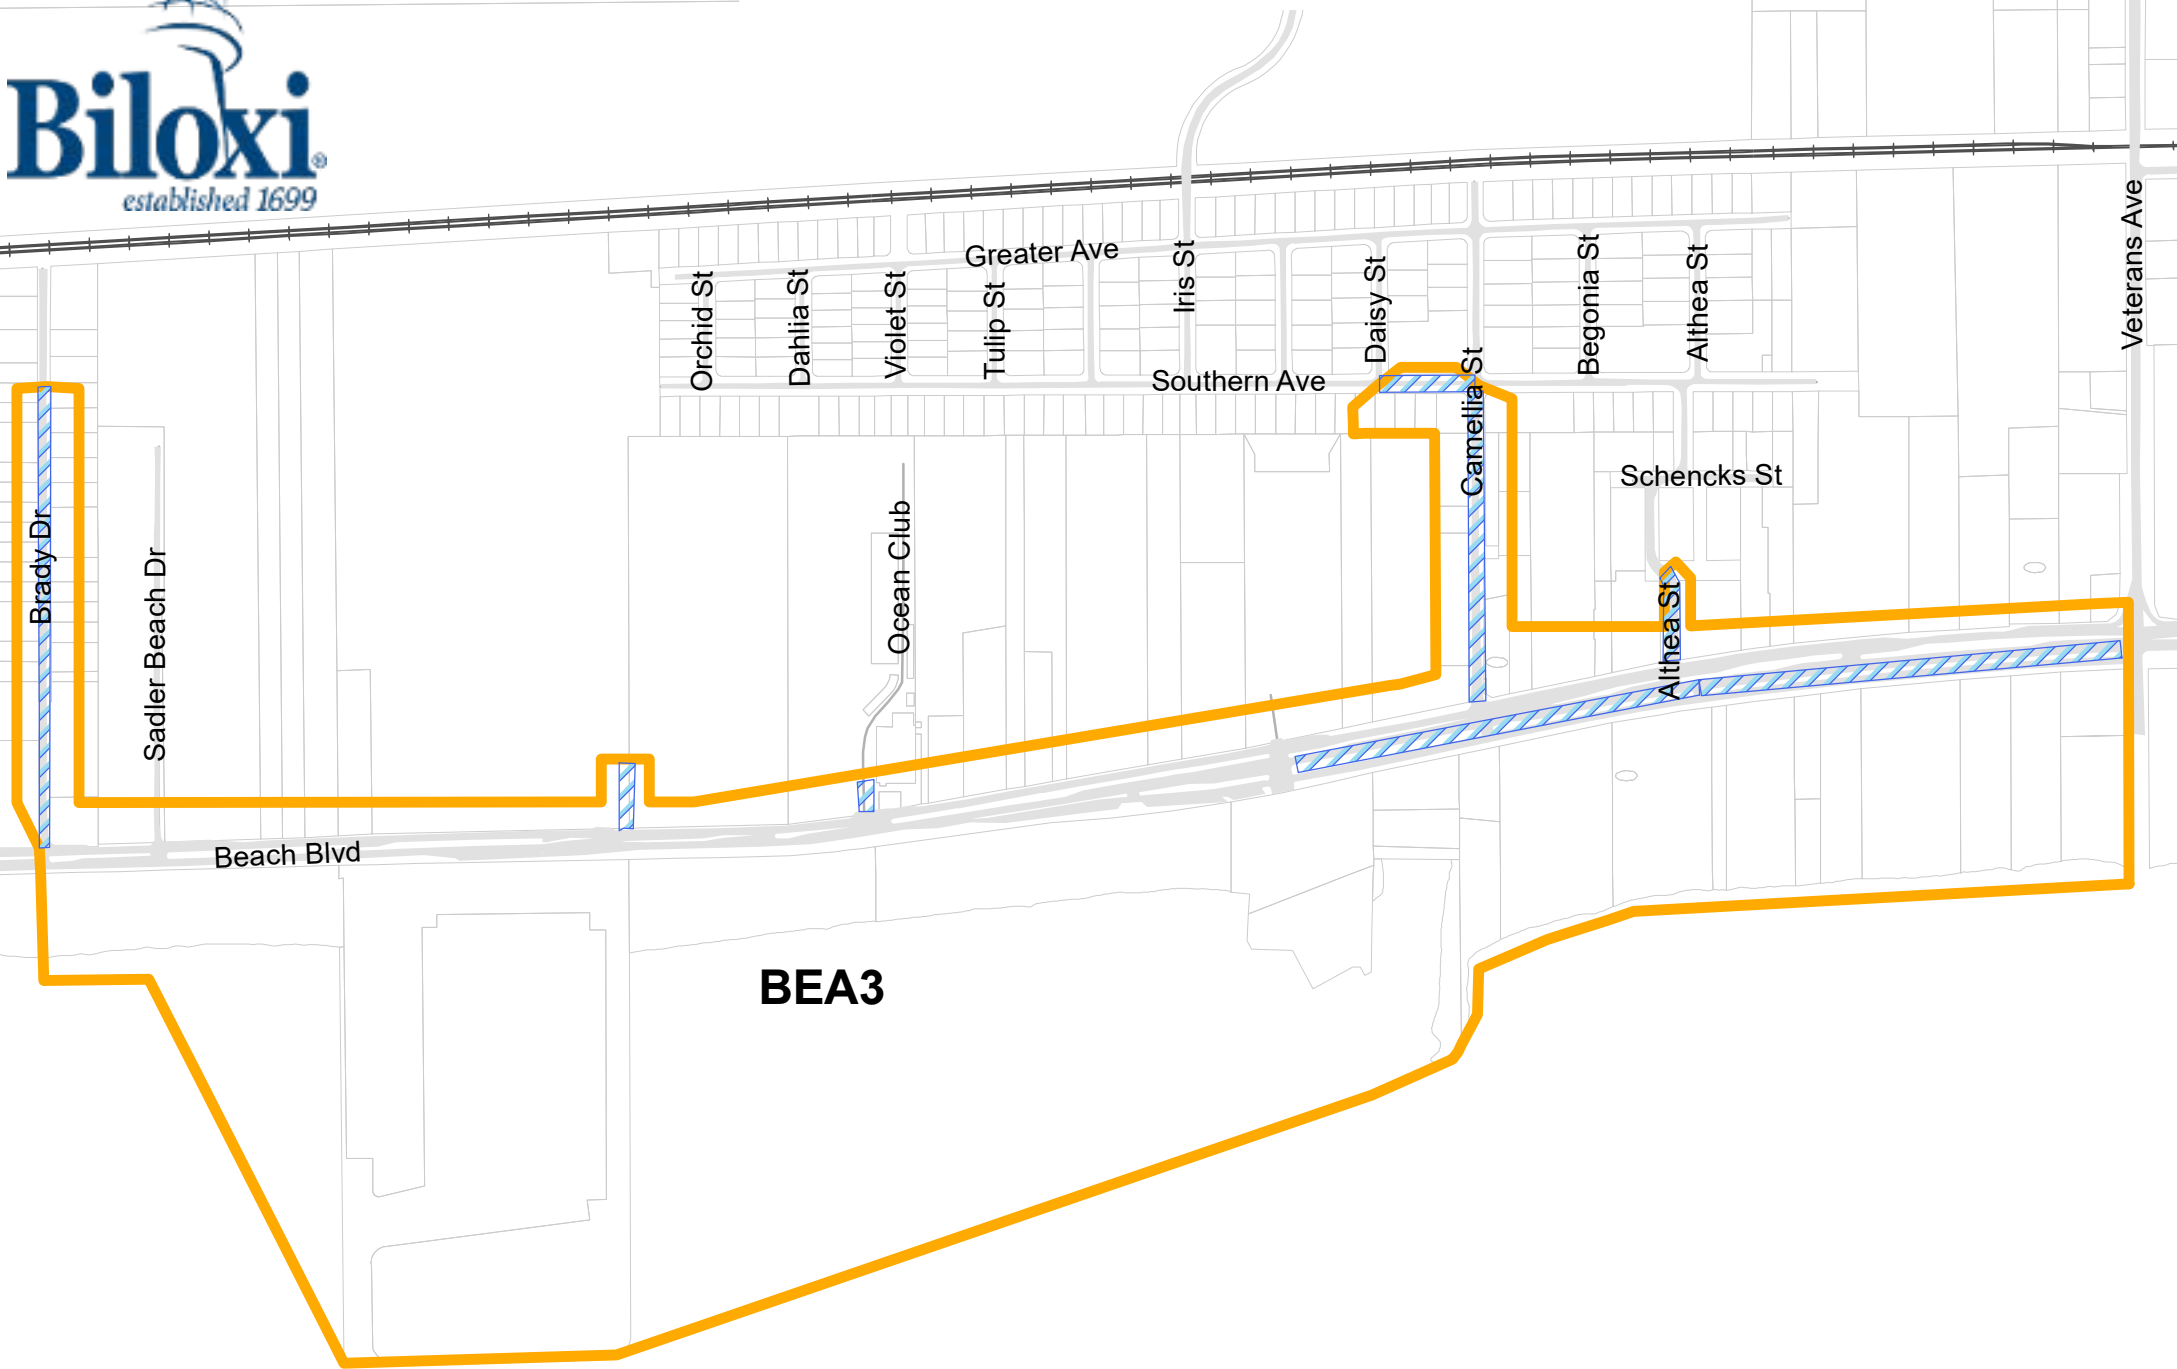 Biloxi®
established 1699
Greater Ave
Iris St
Orchid St
Dahlia St
Violet St
Tulip St
Daisy St
Begonia St
Althea St
Veterans Ave
Southern Ave
Camellia St
Schencks St
Brady Dr
Sadler Beach Dr
Ocean Club
Althea St
Beach Blvd
BEA3